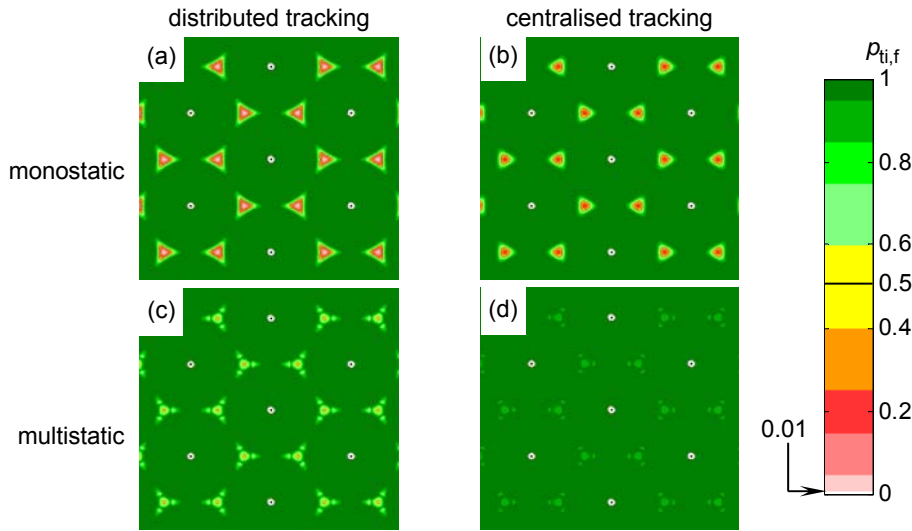 distributed tracking
centralised tracking
(a)
(b)
p_ti,f
monostatic
1
0.8
0.6
0.5
0.4
0.2
0
0.01
(c)
(d)
multistatic